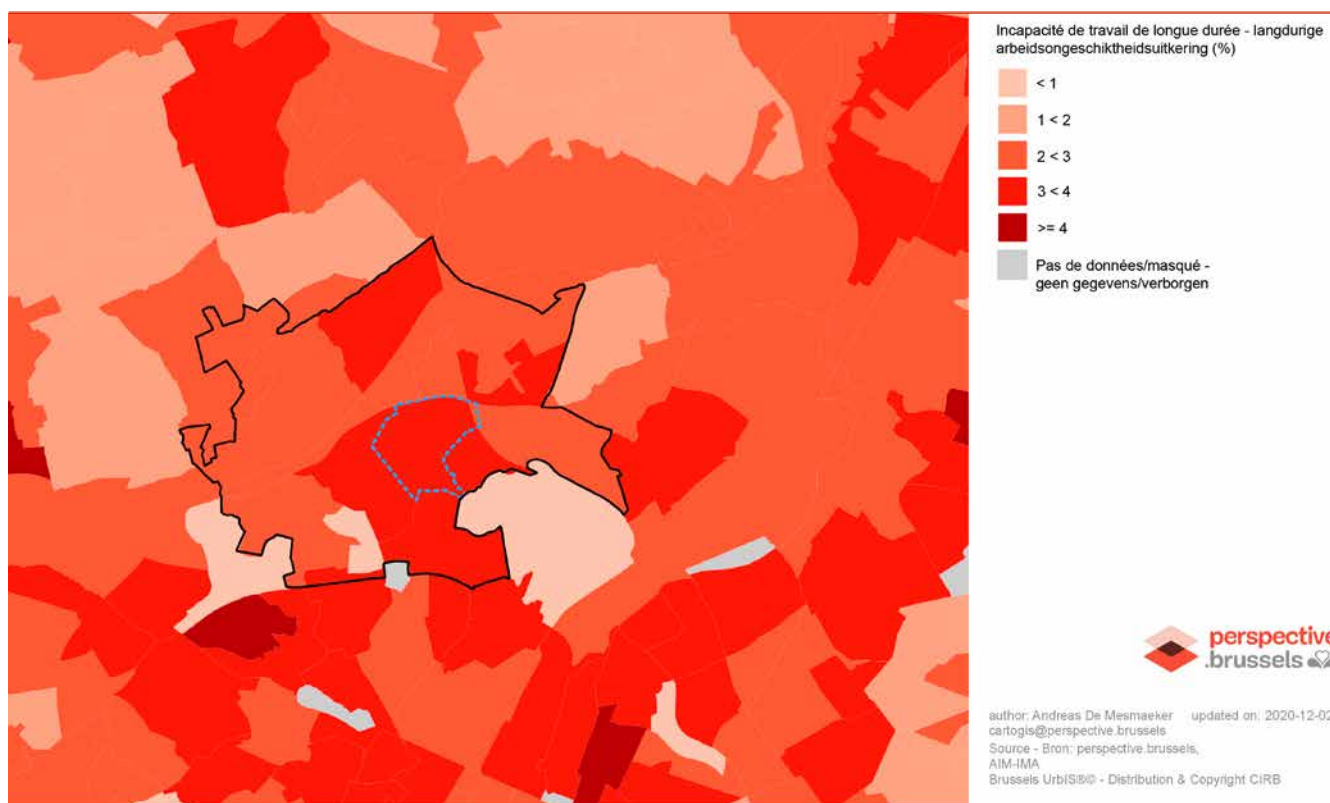 Incapacité de travail de longue durée - langdurige
arbeidsongeschiktheidsuitkering (%)
< 1
1 < 2
2 < 3
3 < 4
>= 4
Pas de données/masqué -
geen gegevens/verborgen
perspective
.brussels
author: Andreas De Mesmaeker updated on: 2020-12-02
cartogis@perspective.brussels
Source - Bron: perspective.brussels,
AIM-IMA
Brussels UrbIS®© - Distribution & Copyright CIRB